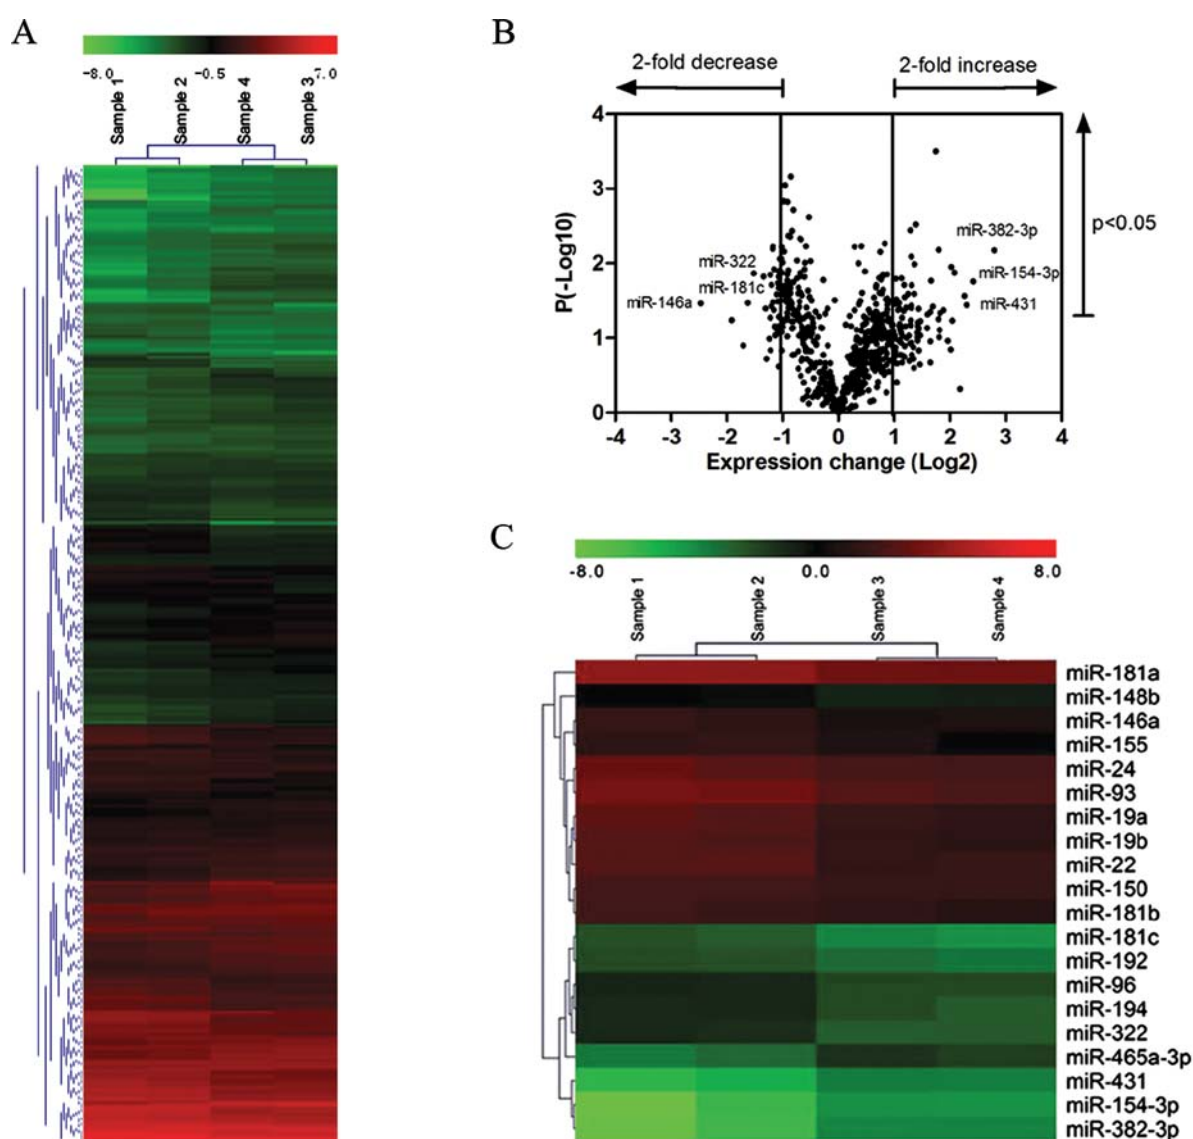 A
-8.0 2 -0.5 7.0
Sample 1
Sample 2
Sample 4
Sample 3
B
2-fold decrease
2-fold increase
4
3
2
1
0
P(-Log10)
miR-382-3p
miR-322
miR-154-3p
miR-181c
miR-146a
miR-431
p<0.05
-4 -3 -2 -1 0 1 2 3 4
Expression change (Log2)
C
-8.0 0.0 8.0
Sample 1
Sample 2
Sample 3
Sample 4
miR-181a
miR-148b
miR-146a
miR-155
miR-24
miR-93
miR-19a
miR-19b
miR-22
miR-150
miR-181b
miR-181c
miR-192
miR-96
miR-194
miR-322
miR-465a-3p
miR-431
miR-154-3p
miR-382-3p